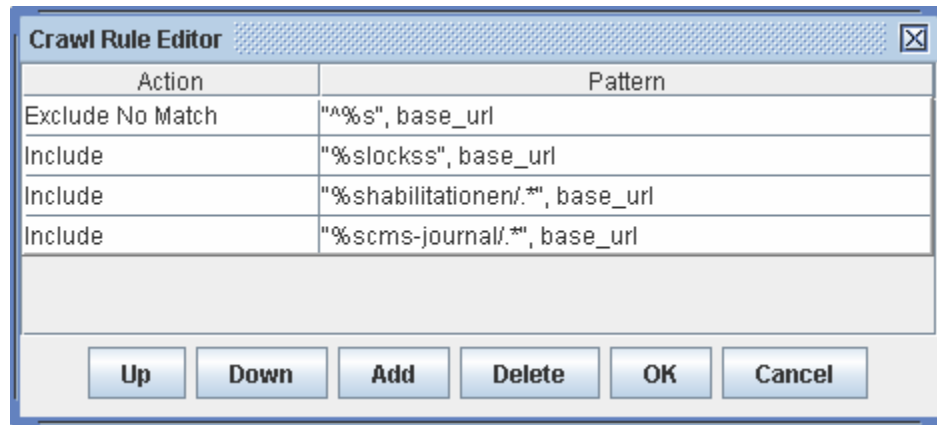 Crawl Rule Editor
Action Pattern
Exclude No Match "^%s", base_url
Include "%slockss", base_url
Include "%shabilitationen/.*", base_url
Include "%scms-journal/.*", base_url
Up Down Add Delete OK Cancel